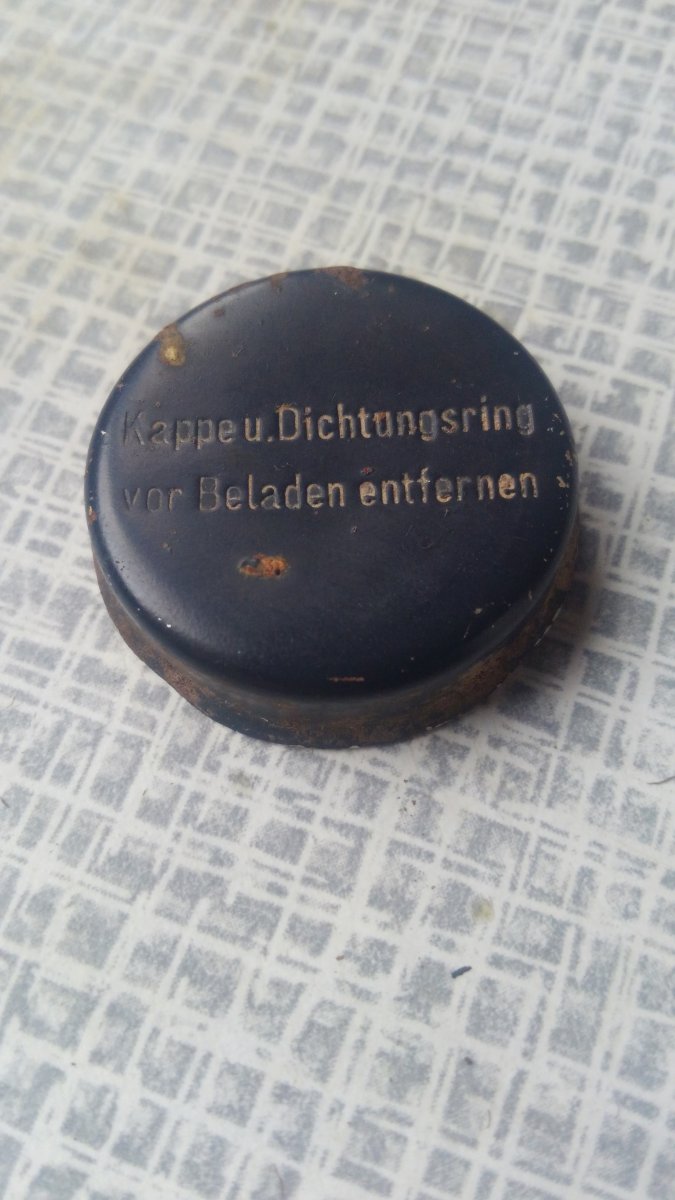 Kappe u. Dichtungsring
vor Beladen entfernen